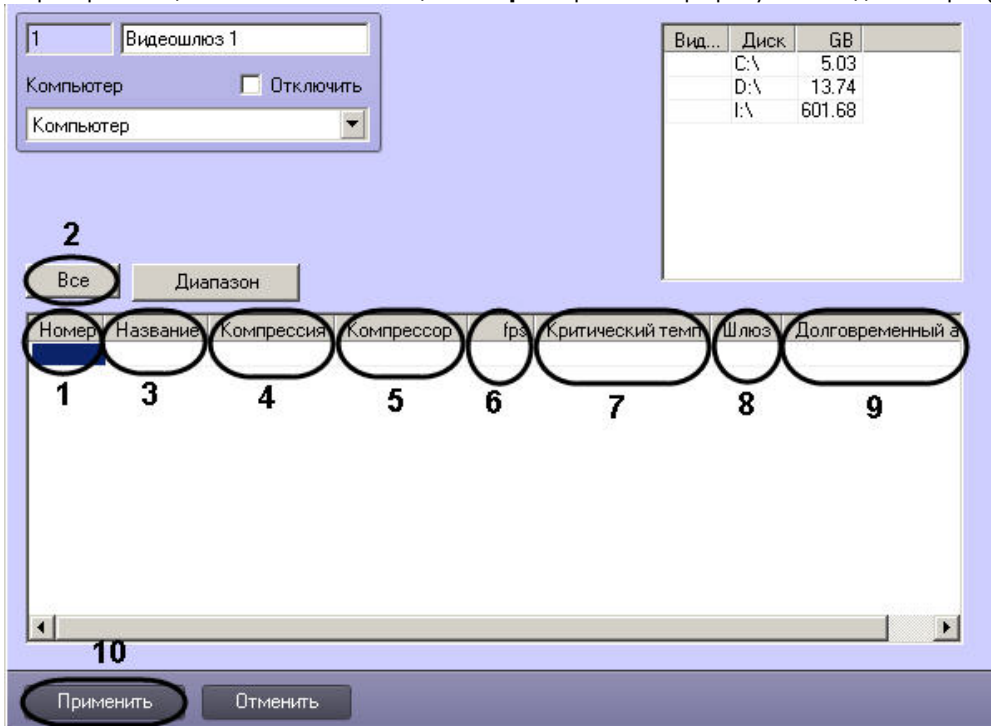 1 Видеошлюз 1
Компьютер Отключить
Компьютер
Вид... Диск GB
C:\ 5.03
D:\ 13.74
I:\ 601.68
2
Все Диапазон
Номер Название Компрессия Компрессор fps Критический темп Шлюз Долговременный а
1 3 4 5 6 7 8 9
10
Применить Отменить